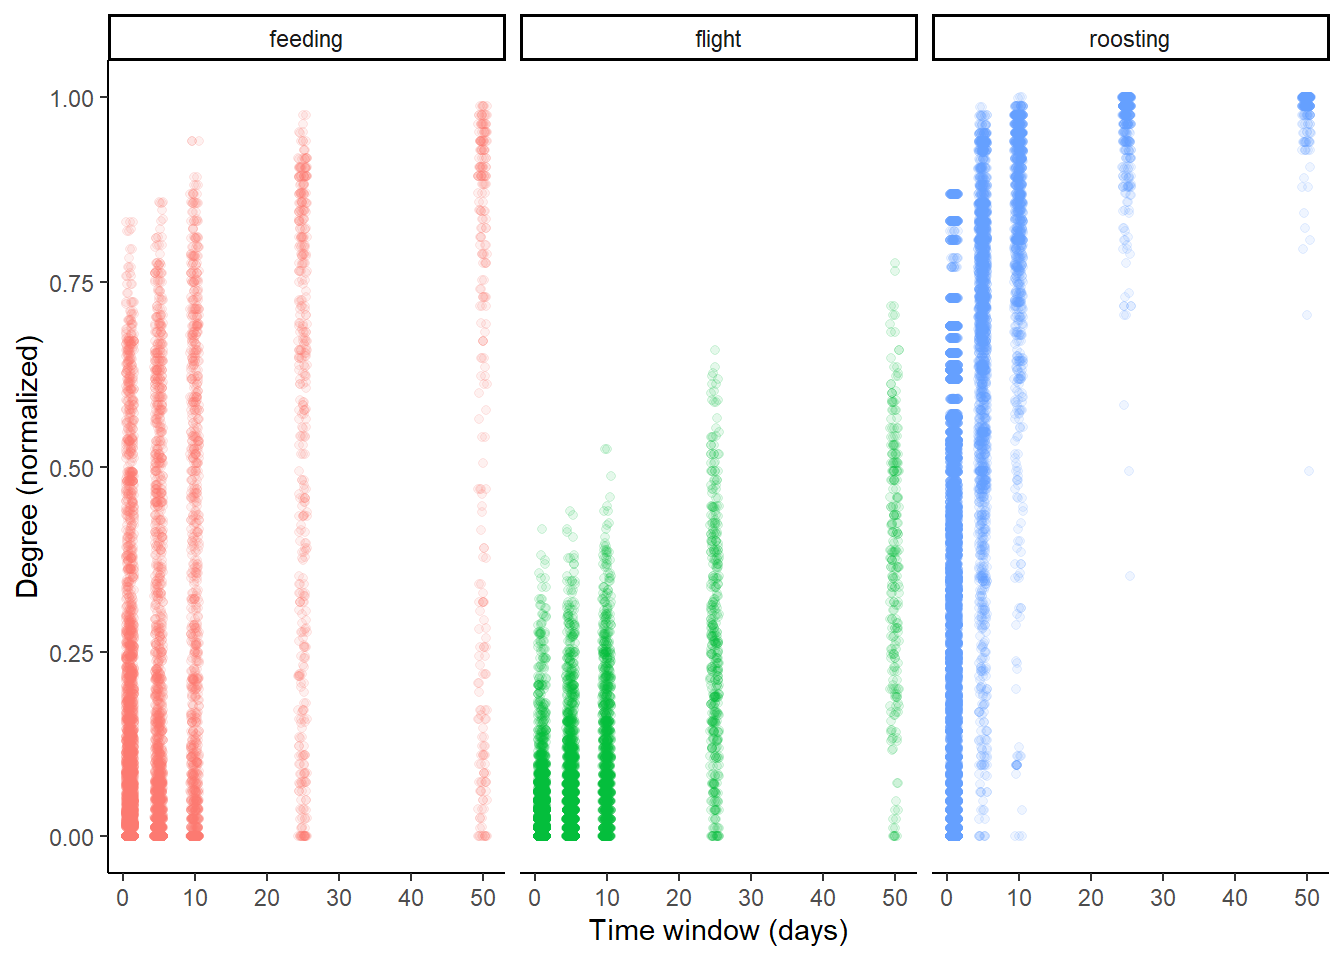 feeding flight roosting
1.00
0.75
0.50
0.25
0.00
0 10 20 30 40 50 0 10 20 30 40 50 0 10 20 30 40 50
Time window (days)
Degree (normalized)